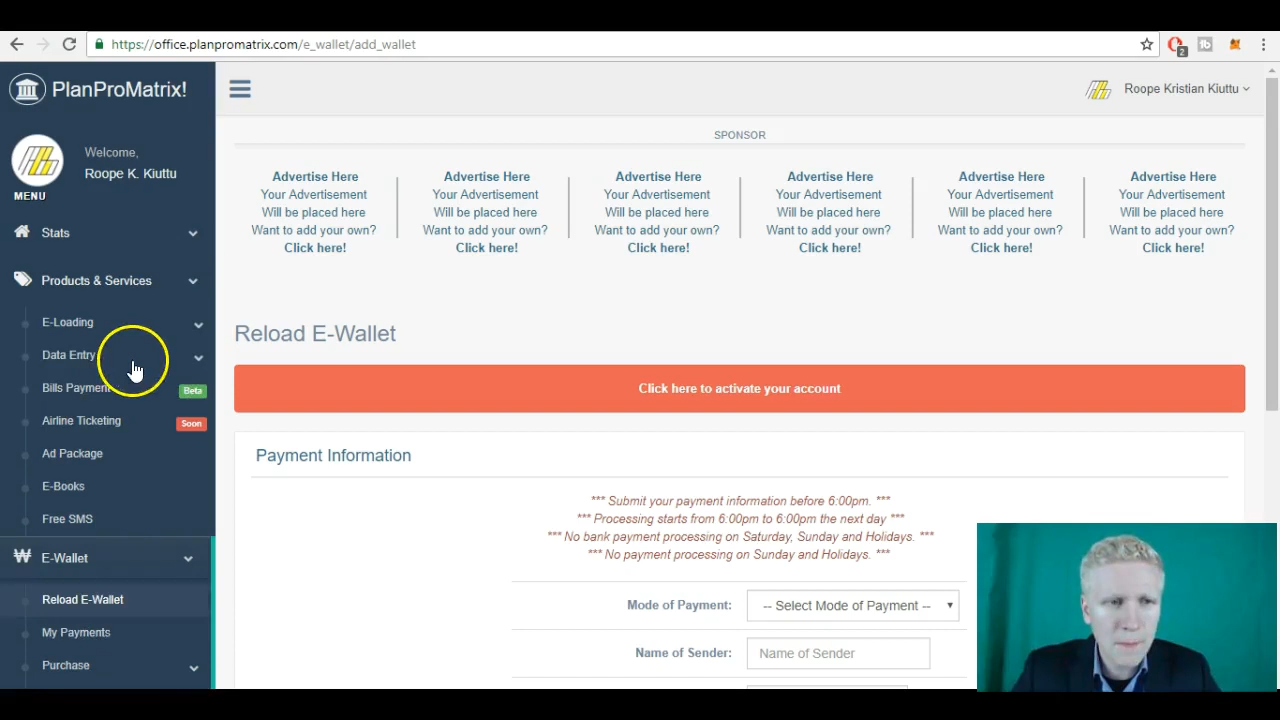 https://office.planpromatrix.com/e_wallet/add_wallet
2
PlanProMatrix!
Roope Kristian Kiuttu
Welcome,
Roope K. Kiuttu
MENU
Stats
Products & Services
E-Loading
Data Entry
Bills Payment
Beta
Airline Ticketing
Soon
Ad Package
E-Books
Free SMS
E-Wallet
Reload E-Wallet
My Payments
Purchase
SPONSOR
Advertise Here
Your Advertisement
Will be placed here
Want to add your own?
Click here!
Advertise Here
Your Advertisement
Will be placed here
Want to add your own?
Click here!
Advertise Here
Your Advertisement
Will be placed here
Want to add your own?
Click here!
Advertise Here
Your Advertisement
Will be placed here
Want to add your own?
Click here!
Advertise Here
Your Advertisement
Will be placed here
Want to add your own?
Click here!
Advertise Here
Your Advertisement
Will be placed here
Want to add your own?
Click here!
Reload E-Wallet
Click here to activate your account
Payment Information
*** Submit your payment information before 6:00pm. ***
*** Processing starts from 6:00pm to 6:00pm the next day ***
*** No bank payment processing on Saturday, Sunday and Holidays. ***
*** No payment processing on Sunday and Holidays. ***
Mode of Payment: -- Select Mode of Payment --
Name of Sender: Name of Sender